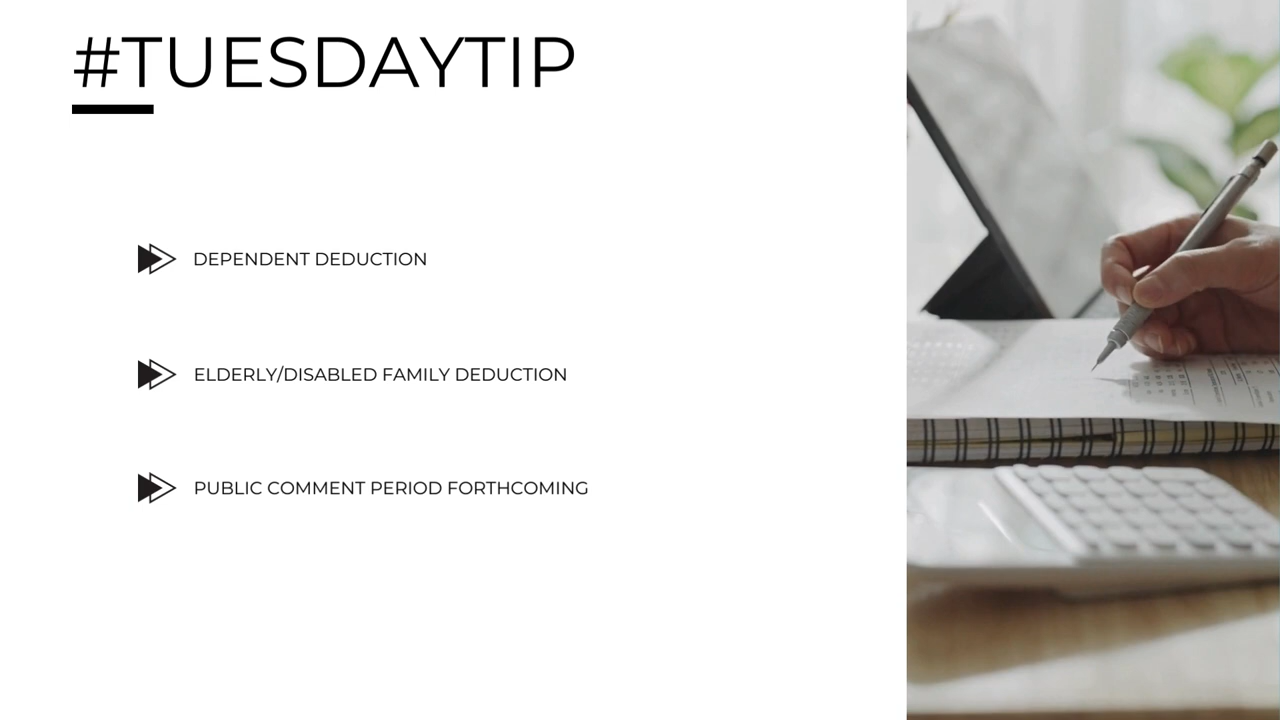 #TUESDAYTIP
DEPENDENT DEDUCTION
ELDERLY/DISABLED FAMILY DEDUCTION
PUBLIC COMMENT PERIOD FORTHCOMING